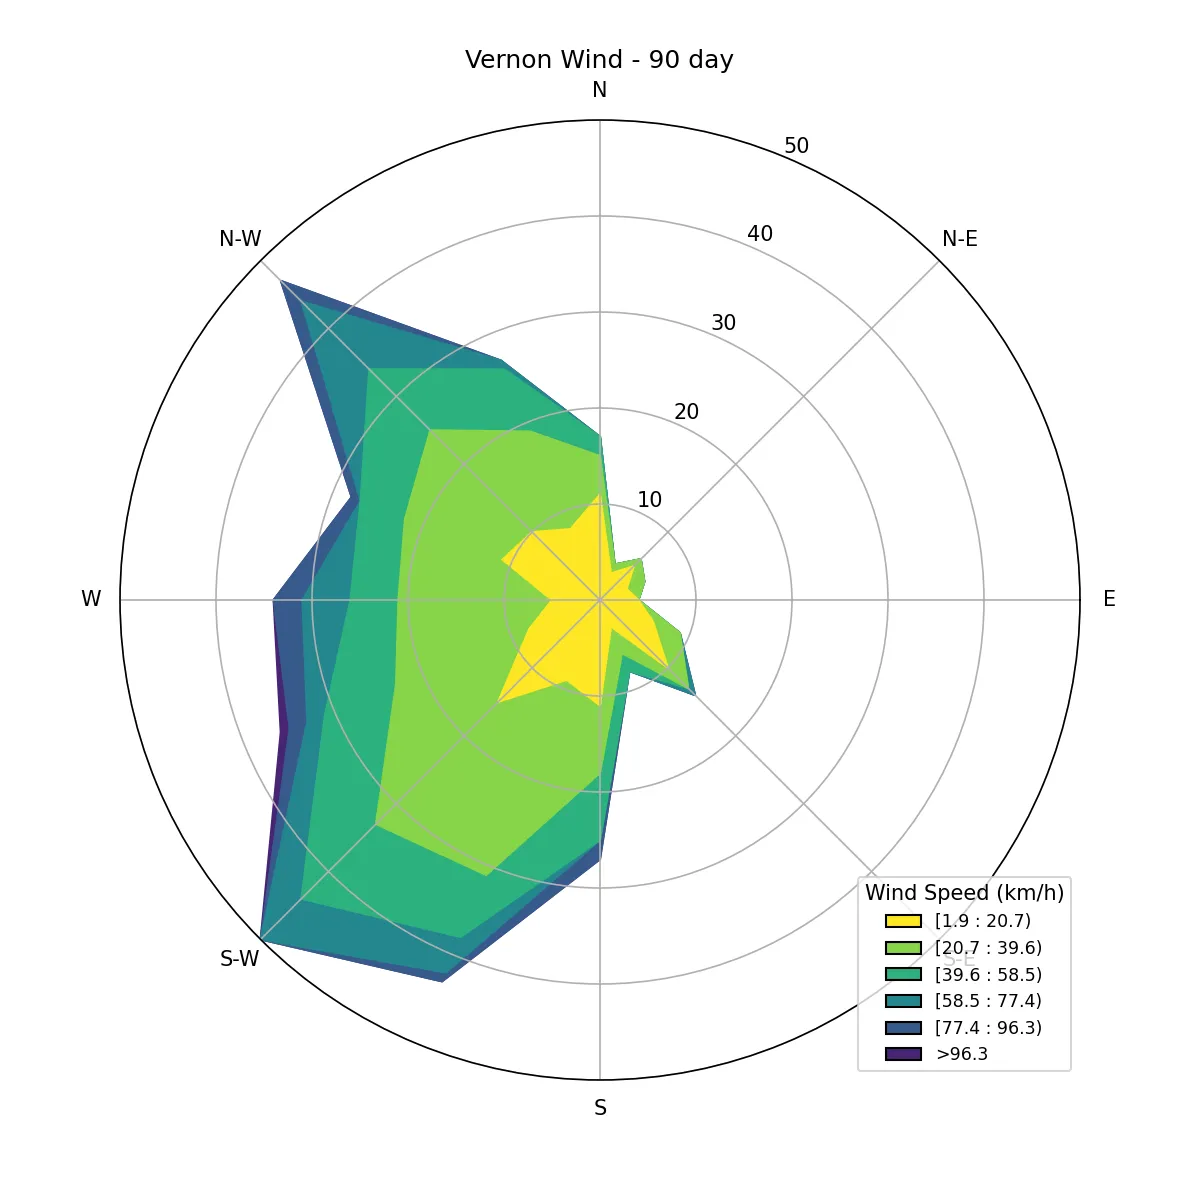 Vernon Wind - 90 day
N
50
N-W
40
N-E
30
20
10
W
E
Wind Speed (km/h)
[1.9 : 20.7)
[20.7 : 39.6)
S-W
S-E
[39.6 : 58.5)
[58.5 : 77.4)
[77.4 : 96.3)
>96.3
S